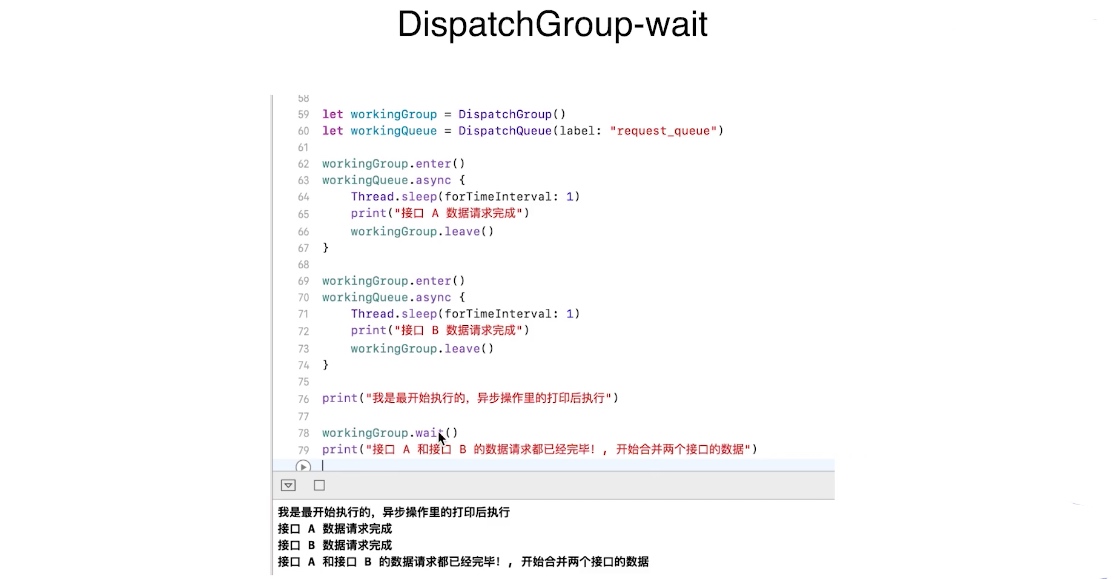 DispatchGroup-wait
58
59 let workingGroup = DispatchGroup()
60 let workingQueue = DispatchQueue(label: "request_queue")
61
62 workingGroup.enter()
63 workingQueue.async {
64 Thread.sleep(forTimeInterval: 1)
65 print("接口 A 数据请求完成")
66 workingGroup.leave()
67 }
68
69 workingGroup.enter()
70 workingQueue.async {
71 Thread.sleep(forTimeInterval: 1)
72 print("接口 B 数据请求完成")
73 workingGroup.leave()
74 }
75
76 print("我是最开始执行的，异步操作里的打印后执行")
77
78 workingGroup.wait()
79 print("接口 A 和接口 B 的数据请求都已经完毕！, 开始合并两个接口的数据")
我是最开始执行的，异步操作里的打印后执行
接口 A 数据请求完成
接口 B 数据请求完成
接口 A 和接口 B 的数据请求都已经完毕！, 开始合并两个接口的数据